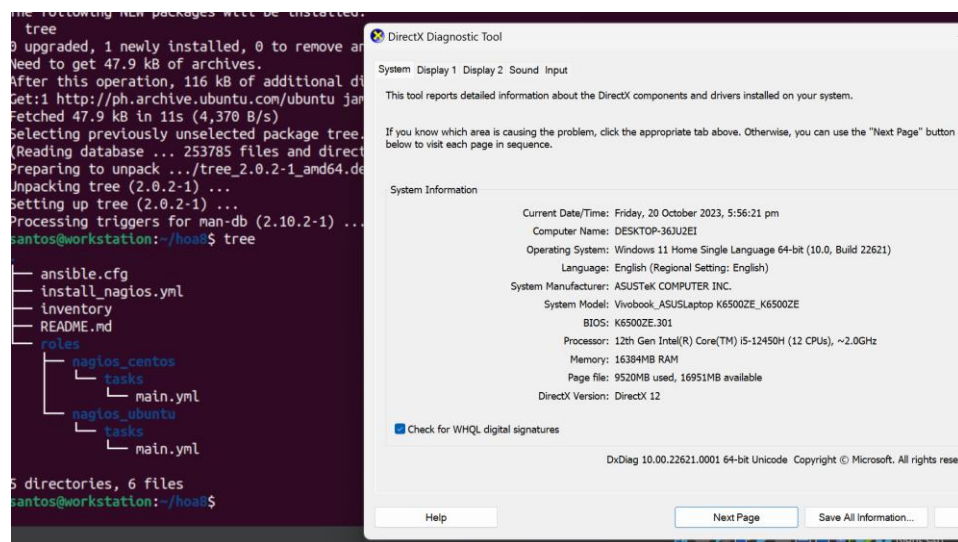 The following NEW packages will be installed:
tree
0 upgraded, 1 newly installed, 0 to remove an
Need to get 47.9 kB of archives.
After this operation, 116 kB of additional di
Get:1 http://ph.archive.ubuntu.com/ubuntu jam
Fetched 47.9 kB in 11s (4,370 B/s)
Selecting previously unselected package tree.
(Reading database ... 253785 files and direct
Preparing to unpack .../tree_2.0.2-1_amd64.de
Unpacking tree (2.0.2-1) ...
Setting up tree (2.0.2-1) ...
Processing triggers for man-db (2.10.2-1) ...
santos@workstation:~/hoa8$ tree
.
├── ansible.cfg
├── install_nagios.yml
├── inventory
├── README.md
└── roles
    ├── nagios_centos
    │   └── tasks
    │       └── main.yml
    └── nagios_ubuntu
        └── tasks
            └── main.yml
5 directories, 6 files
santos@workstation:~/hoa8$
DirectX Diagnostic Tool
System Display 1 Display 2 Sound Input
This tool reports detailed information about the DirectX components and drivers installed on your system.
If you know which area is causing the problem, click the appropriate tab above. Otherwise, you can use the "Next Page" button
below to visit each page in sequence.
System Information
Current Date/Time: Friday, 20 October 2023, 5:56:21 pm
Computer Name: DESKTOP-36JU2EI
Operating System: Windows 11 Home Single Language 64-bit (10.0, Build 22621)
Language: English (Regional Setting: English)
System Manufacturer: ASUSTeK COMPUTER INC.
System Model: Vivobook_ASUSLaptop K6500ZE_K6500ZE
BIOS: K6500ZE.301
Processor: 12th Gen Intel(R) Core(TM) i5-12450H (12 CPUs), ~2.0GHz
Memory: 16384MB RAM
Page file: 9520MB used, 16951MB available
DirectX Version: DirectX 12
Check for WHQL digital signatures
DxDiag 10.00.22621.0001 64-bit Unicode Copyright © Microsoft. All rights rese
Help
Next Page
Save All Information...